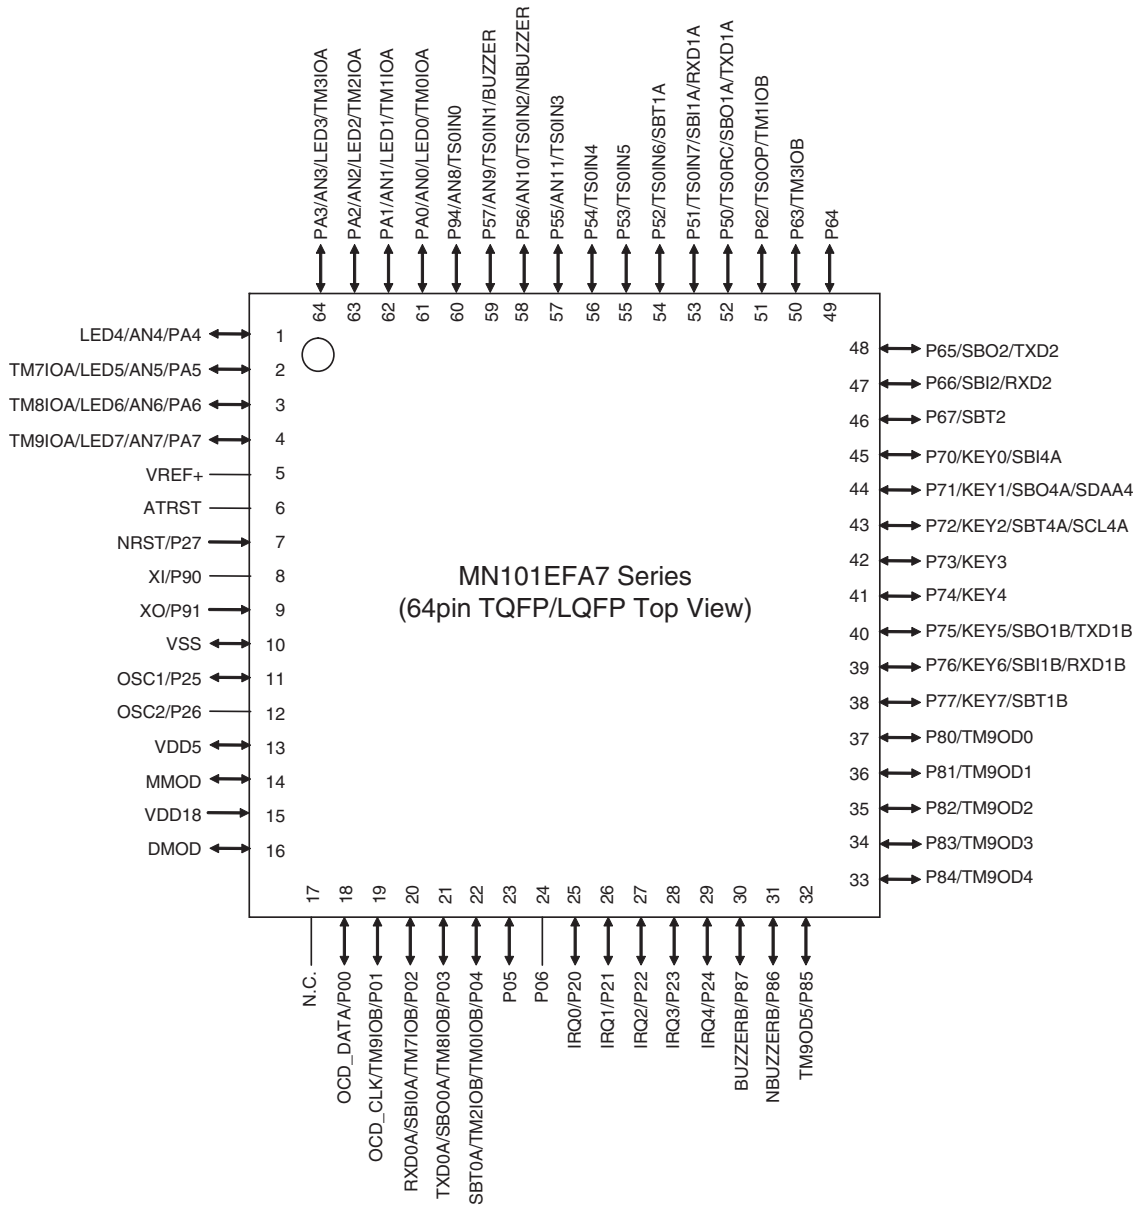 PA3/AN3/LED3/TM3IOA
PA2/AN2/LED2/TM2IOA
PA1/AN1/LED1/TM1IOA
PA0/AN0/LED0/TM0IOA
P94/AN8/TS0IN0
P57/AN9/TS0IN1/BUZZER
P56/AN10/TS0IN2/NBUZZER
P55/AN11/TS0IN3
P54/TS0IN4
P53/TS0IN5
P52/TS0IN6/SBT1A
P51/TS0IN7/SBI1A/RXD1A
P50/TS0RC/SBO1A/TXD1A
P62/TS0OP/TM1IOB
P63/TM3IOB
P64
64 63 62 61 60 59 58 57 56 55 54 53 52 51 50 49
LED4/AN4/PA4 1
TM7IOA/LED5/AN5/PA5 2
TM8IOA/LED6/AN6/PA6 3
TM9IOA/LED7/AN7/PA7 4
VREF+ 5
ATRST 6
NRST/P27 7
XI/P90 8
XO/P91 9
VSS 10
OSC1/P25 11
OSC2/P26 12
VDD5 13
MMOD 14
VDD18 15
DMOD 16
MN101EFA7 Series
(64pin TQFP/LQFP Top View)
48 P65/SBO2/TXD2
47 P66/SBI2/RXD2
46 P67/SBT2
45 P70/KEY0/SBI4A
44 P71/KEY1/SBO4A/SDAA4
43 P72/KEY2/SBT4A/SCL4A
42 P73/KEY3
41 P74/KEY4
40 P75/KEY5/SBO1B/TXD1B
39 P76/KEY6/SBI1B/RXD1B
38 P77/KEY7/SBT1B
37 P80/TM9OD0
36 P81/TM9OD1
35 P82/TM9OD2
34 P83/TM9OD3
33 P84/TM9OD4
17 18 19 20 21 22 23 24 25 26 27 28 29 30 31 32
N.C.
OCD_DATA/P00
OCD_CLK/TM9IOB/P01
RXD0A/SBI0A/TM7IOB/P02
TXD0A/SBO0A/TM8IOB/P03
SBT0A/TM2IOB/TM0IOB/P04
P05
P06
IRQ0/P20
IRQ1/P21
IRQ2/P22
IRQ3/P23
IRQ4/P24
BUZZERB/P87
NBUZZERB/P86
TM9OD5/P85